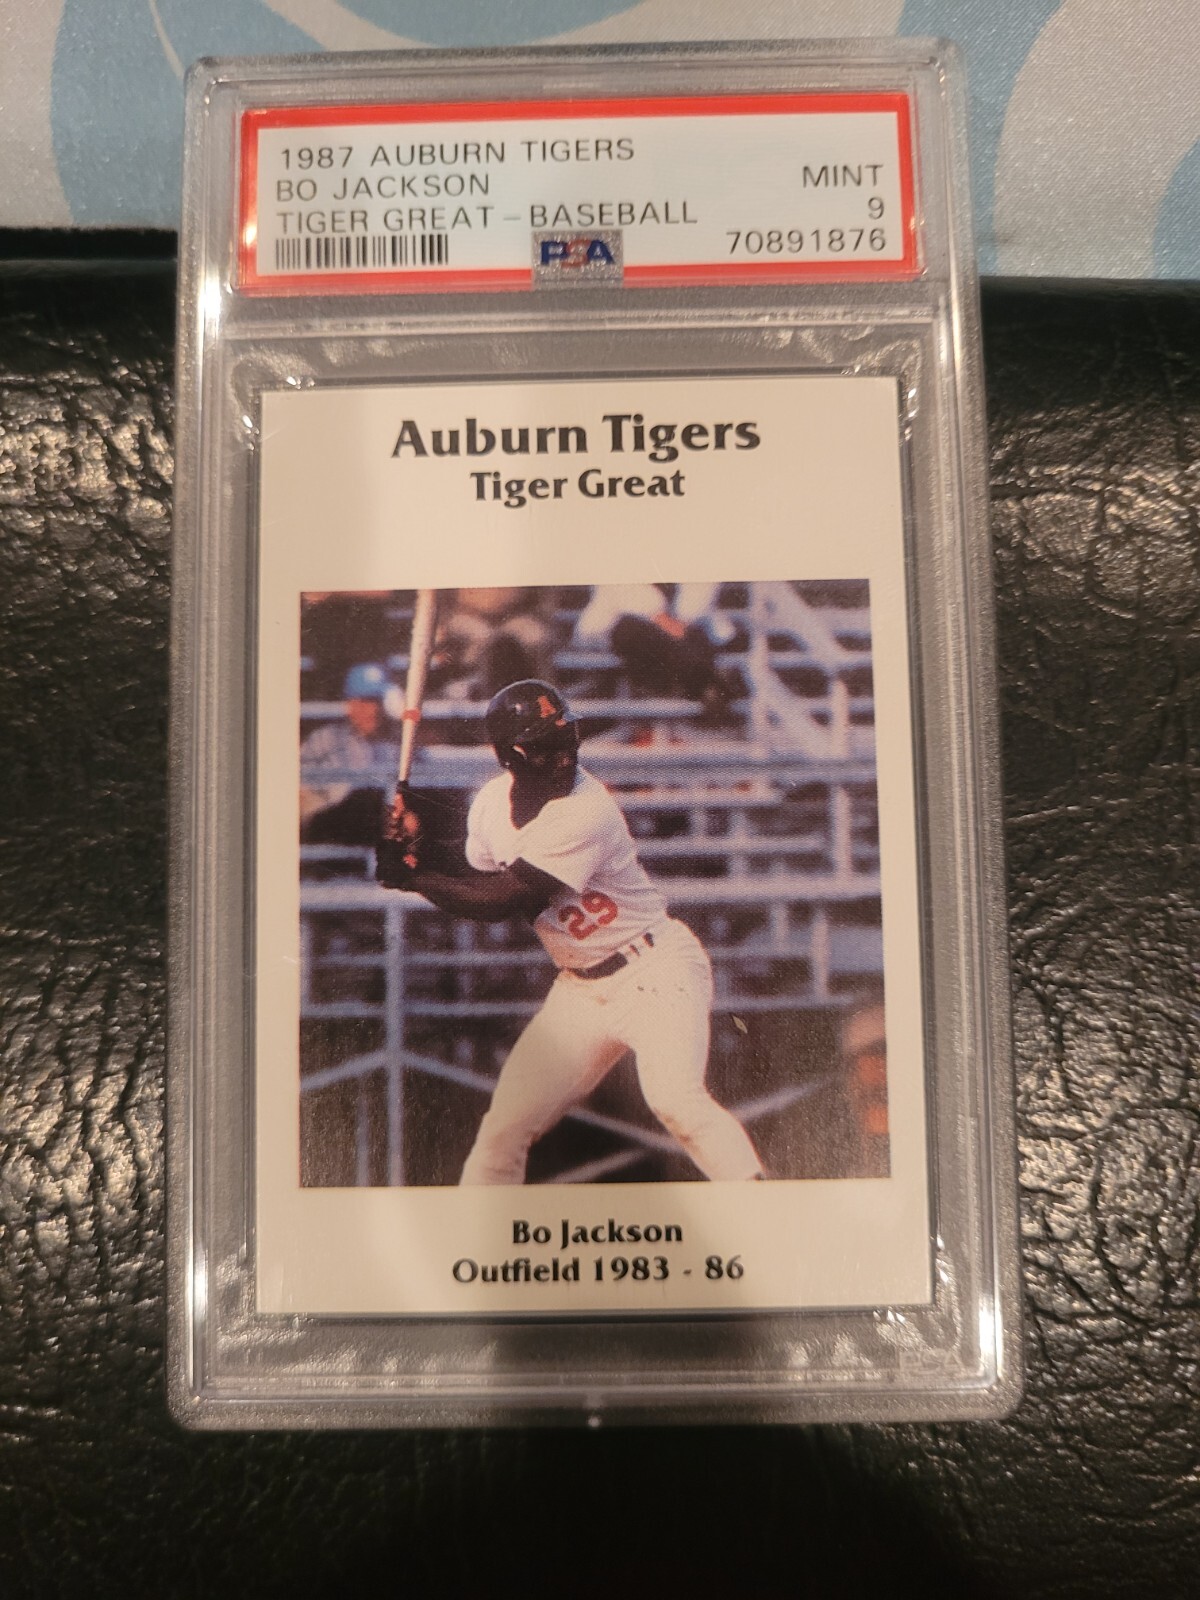 1987 AUBURN TIGERS
BO JACKSON MINT
TIGER GREAT - BASEBALL 9
PSA 70891876
Auburn Tigers
Tiger Great
A
29
Bo Jackson
Outfield 1983 - 86
PSA